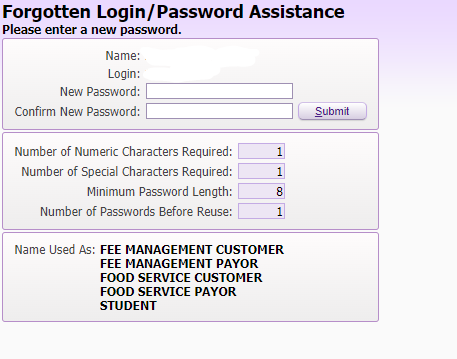 Forgotten Login/Password Assistance
Please enter a new password.
Name:
Login:
New Password:
Confirm New Password: Submit
Number of Numeric Characters Required: 1
Number of Special Characters Required: 1
Minimum Password Length: 8
Number of Passwords Before Reuse: 1
Name Used As: FEE MANAGEMENT CUSTOMER
FEE MANAGEMENT PAYOR
FOOD SERVICE CUSTOMER
FOOD SERVICE PAYOR
STUDENT